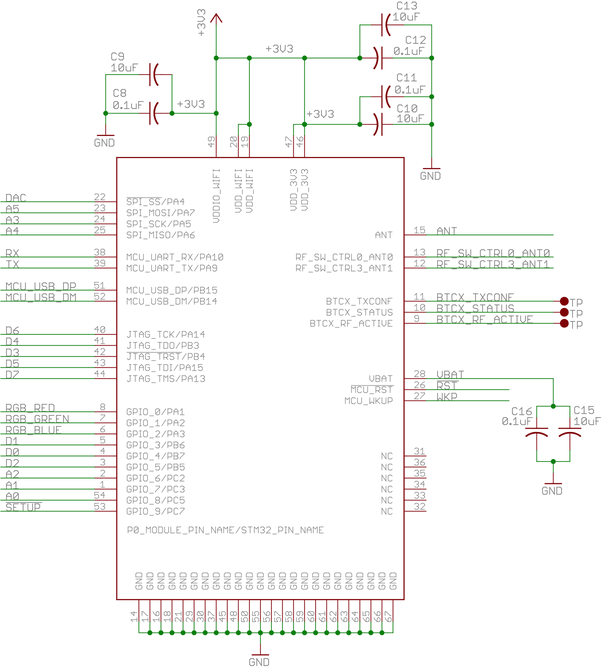 +3V3
C13
10uF
+3V3
C12
0.1uF
C9
10uF
C8
0.1uF
+3V3
+3V3
C11
0.1uF
C10
10uF
GND
GND
49
20
19
47
46
VDDIO_WIFI
VDD_WIFI
VDD_WIFI
VDD_3V3
VDD_3V3
DAC 22 SPI_SS/PA4
A5 23 SPI_MOSI/PA7
A3 24 SPI_SCK/PA5
A4 25 SPI_MISO/PA6
ANT 15 ANT
RX 38 MCU_UART_RX/PA10
TX 39 MCU_UART_TX/PA9
RF_SW_CTRL0_ANT0 13 RF_SW_CTRL0_ANT0
RF_SW_CTRL3_ANT1 12 RF_SW_CTRL3_ANT1
MCU_USB_DP 51 MCU_USB_DP/PB15
MCU_USB_DM 52 MCU_USB_DM/PB14
BTCX_TXCONF 11 BTCX_TXCONF TP
BTCX_STATUS 10 BTCX_STATUS TP
BTCX_RF_ACTIVE 9 BTCX_RF_ACTIVE TP
D6 40 JTAG_TCK/PA14
D4 41 JTAG_TDO/PB3
D3 42 JTAG_TRST/PB4
D5 43 JTAG_TDI/PA15
D7 44 JTAG_TMS/PA13
VBAT 28 VBAT
MCU_RST 26 RST
MCU_WKUP 27 WKP
RGB_RED 8 GPIO_0/PA1
RGB_GREEN 7 GPIO_1/PA2
RGB_BLUE 6 GPIO_2/PA3
D1 5 GPIO_3/PB6
D0 4 GPIO_4/PB7
D2 3 GPIO_5/PB5
A2 2 GPIO_6/PC2
A1 1 GPIO_7/PC3
A0 54 GPIO_8/PC5
SETUP 53 GPIO_9/PC7
C16
0.1uF
C15
10uF
GND
NC 31
NC 36
NC 35
NC 34
NC 33
NC 32
P0_MODULE_PIN_NAME/STM32_PIN_NAME
GND GND GND GND GND GND GND GND GND GND GND GND GND GND GND GND GND GND GND GND GND GND GND GND
14 17 16 18 21 29 30 37 45 48 50 55 56 57 58 59 60 61 62 63 64 65 66 67
GND